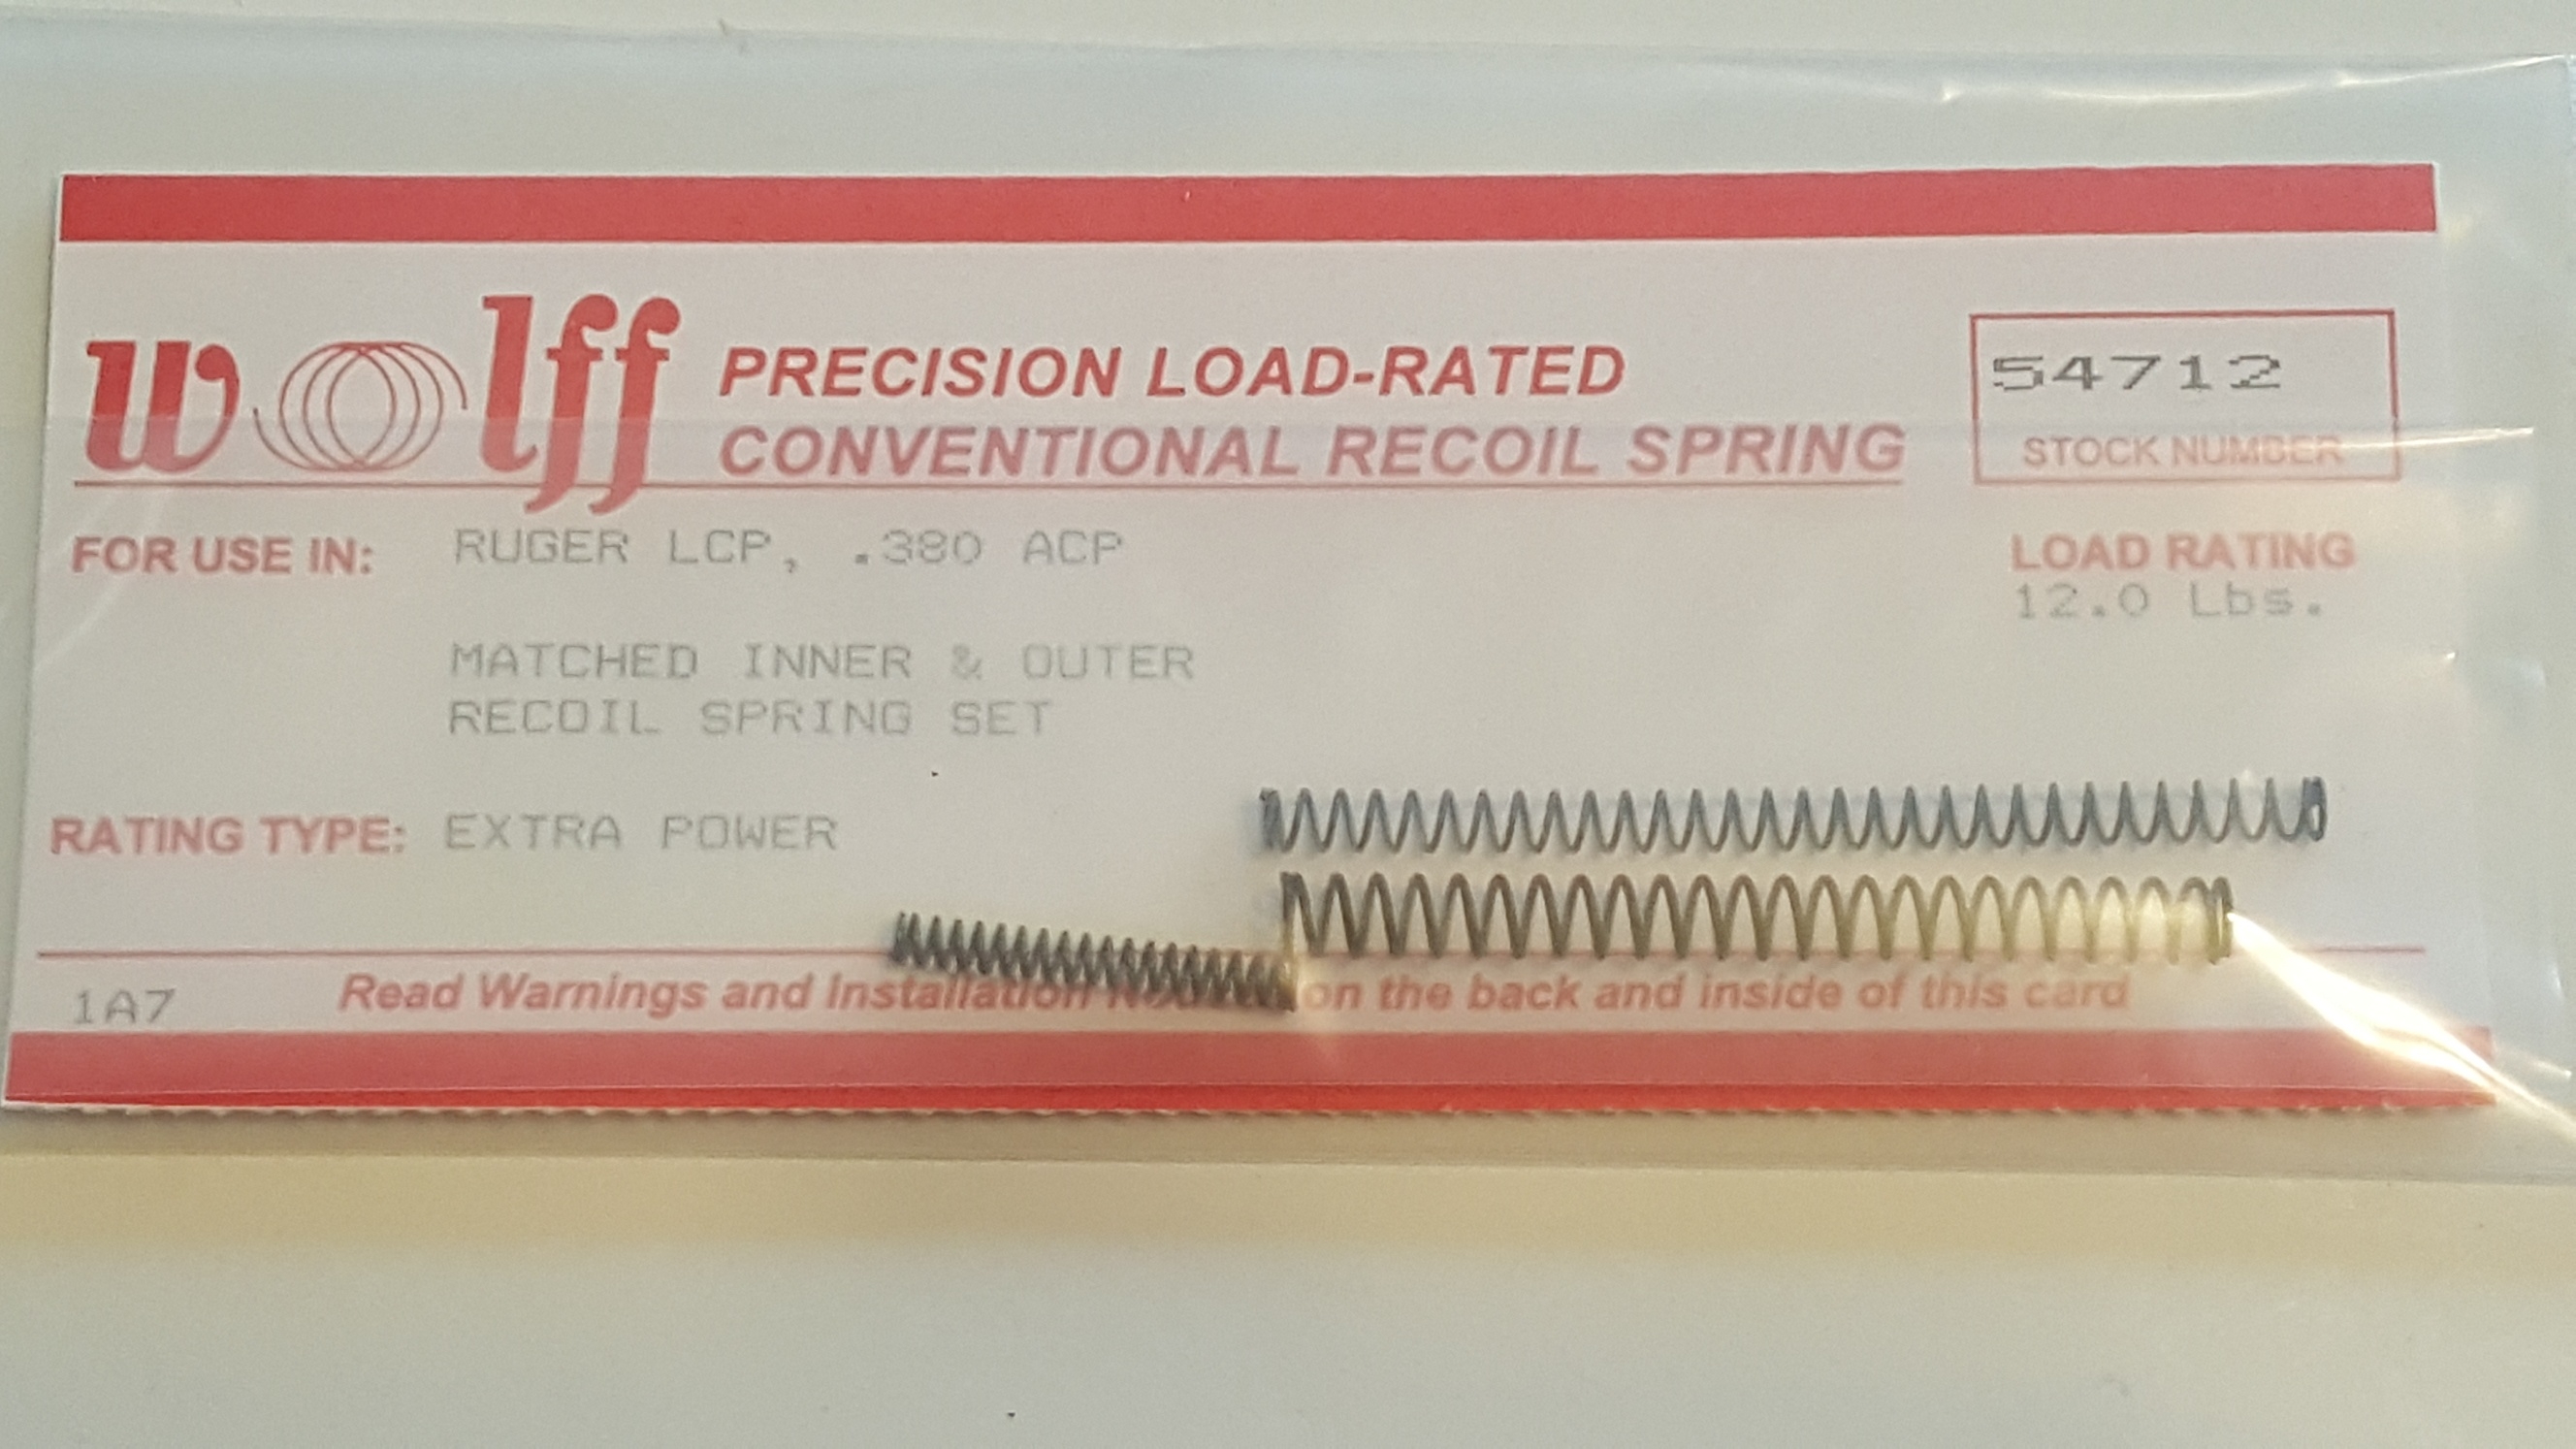 wolff
PRECISION LOAD-RATED
CONVENTIONAL RECOIL SPRING
54712
STOCK NUMBER
FOR USE IN: RUGER LCP, .380 ACP
LOAD RATING
12.0 Lbs.
MATCHED INNER & OUTER
RECOIL SPRING SET
RATING TYPE: EXTRA POWER
1A7
Read Warnings and Installation on the back and inside of this card